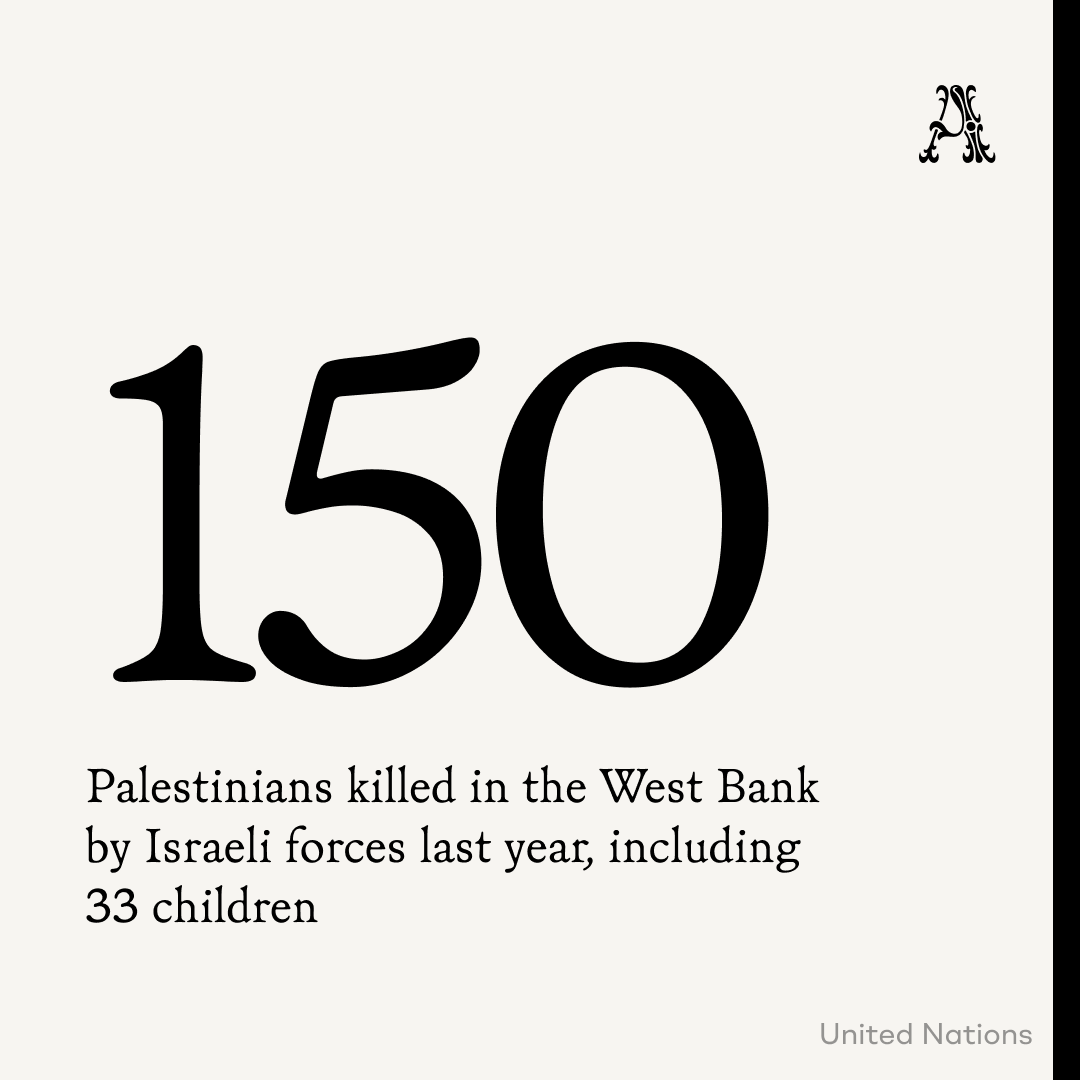 A
150
Palestinians killed in the West Bank
by Israeli forces last year, including
33 children
United Nations